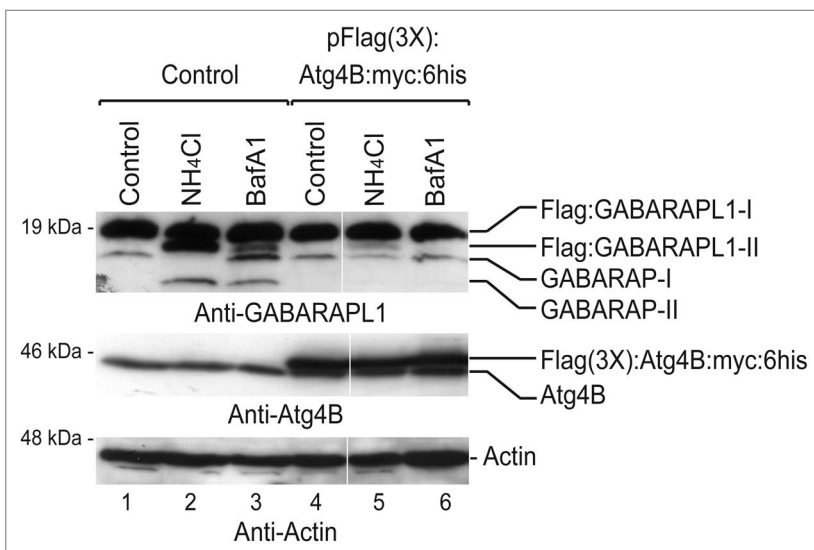 pFlag(3X):
Control
Atg4B:myc:6his
Control
NH4Cl
BafA1
Control
NH4Cl
BafA1
19 kDa -
Flag:GABARAPL1-I
Flag:GABARAPL1-II
GABARAP-I
GABARAP-II
Anti-GABARAPL1
46 kDa -
Flag(3X):Atg4B:myc:6his
Atg4B
Anti-Atg4B
48 kDa -
- Actin
1 2 3 4 5 6
Anti-Actin